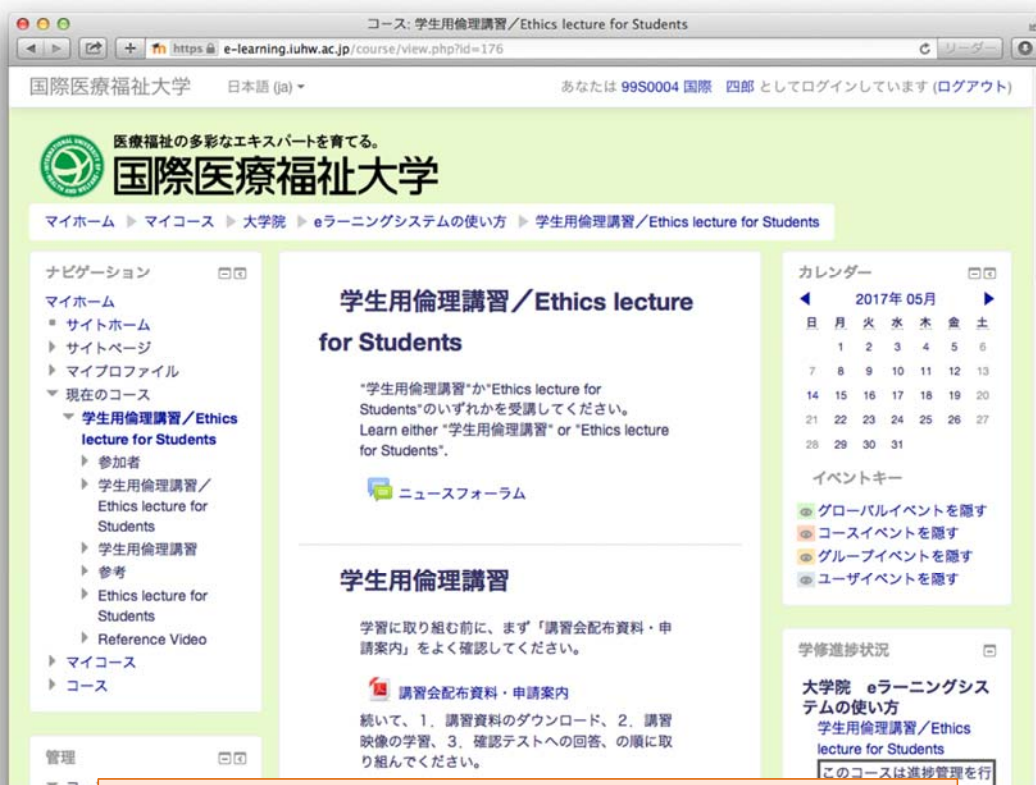 コース: 学生用倫理講習／Ethics lecture for Students
https e-learning.iuhw.ac.jp/course/view.php?id=176
リーダー
国際医療福祉大学
日本語 (ja)
あなたは 99S0004 国際 四郎 としてログインしています (ログアウト)
医療福祉の多彩なエキスパートを育てる。
国際医療福祉大学
マイホーム ▶ マイコース ▶ 大学院 ▶ eラーニングシステムの使い方 ▶ 学生用倫理講習／Ethics lecture for Students
ナビゲーション
マイホーム
サイトホーム
サイトページ
マイプロファイル
現在のコース
学生用倫理講習／Ethics
lecture for Students
参加者
学生用倫理講習／
Ethics lecture for
Students
学生用倫理講習
参考
Ethics lecture for
Students
Reference Video
マイコース
コース
管理
学生用倫理講習／Ethics lecture
for Students
"学生用倫理講習"か"Ethics lecture for
Students"のいずれかを受講してください。
Learn either "学生用倫理講習" or "Ethics lecture
for Students".
ニュースフォーラム
学生用倫理講習
学習に取り組む前に、まず「講習会配布資料・申
請案内」をよく確認してください。
講習会配布資料・申請案内
続いて、1．講習資料のダウンロード、2．講習
映像の学習、3．確認テストへの回答、の順に取
り組んでください。
カレンダー
2017年 05月
日 月 火 水 木 金 土
1 2 3 4 5 6
7 8 9 10 11 12 13
14 15 16 17 18 19 20
21 22 23 24 25 26 27
28 29 30 31
イベントキー
グローバルイベントを隠す
コースイベントを隠す
グループイベントを隠す
ユーザイベントを隠す
学修進捗状況
大学院 eラーニングシス
テムの使い方
学生用倫理講習／Ethics
lecture for Students
このコースは進捗管理を行